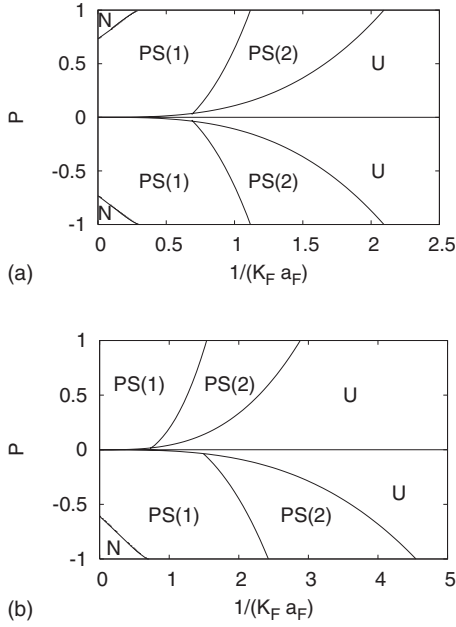 1
N
PS(1)
PS(2)
0.5
U
P
0
U
-0.5
PS(1)
PS(2)
N
-1
0 0.5 1 1.5 2 2.5
(a)
1/(K_F a_F)
1
PS(1)
PS(2)
0.5
U
P
0
U
-0.5
PS(1)
PS(2)
N
-1
0 1 2 3 4 5
(b)
1/(K_F a_F)